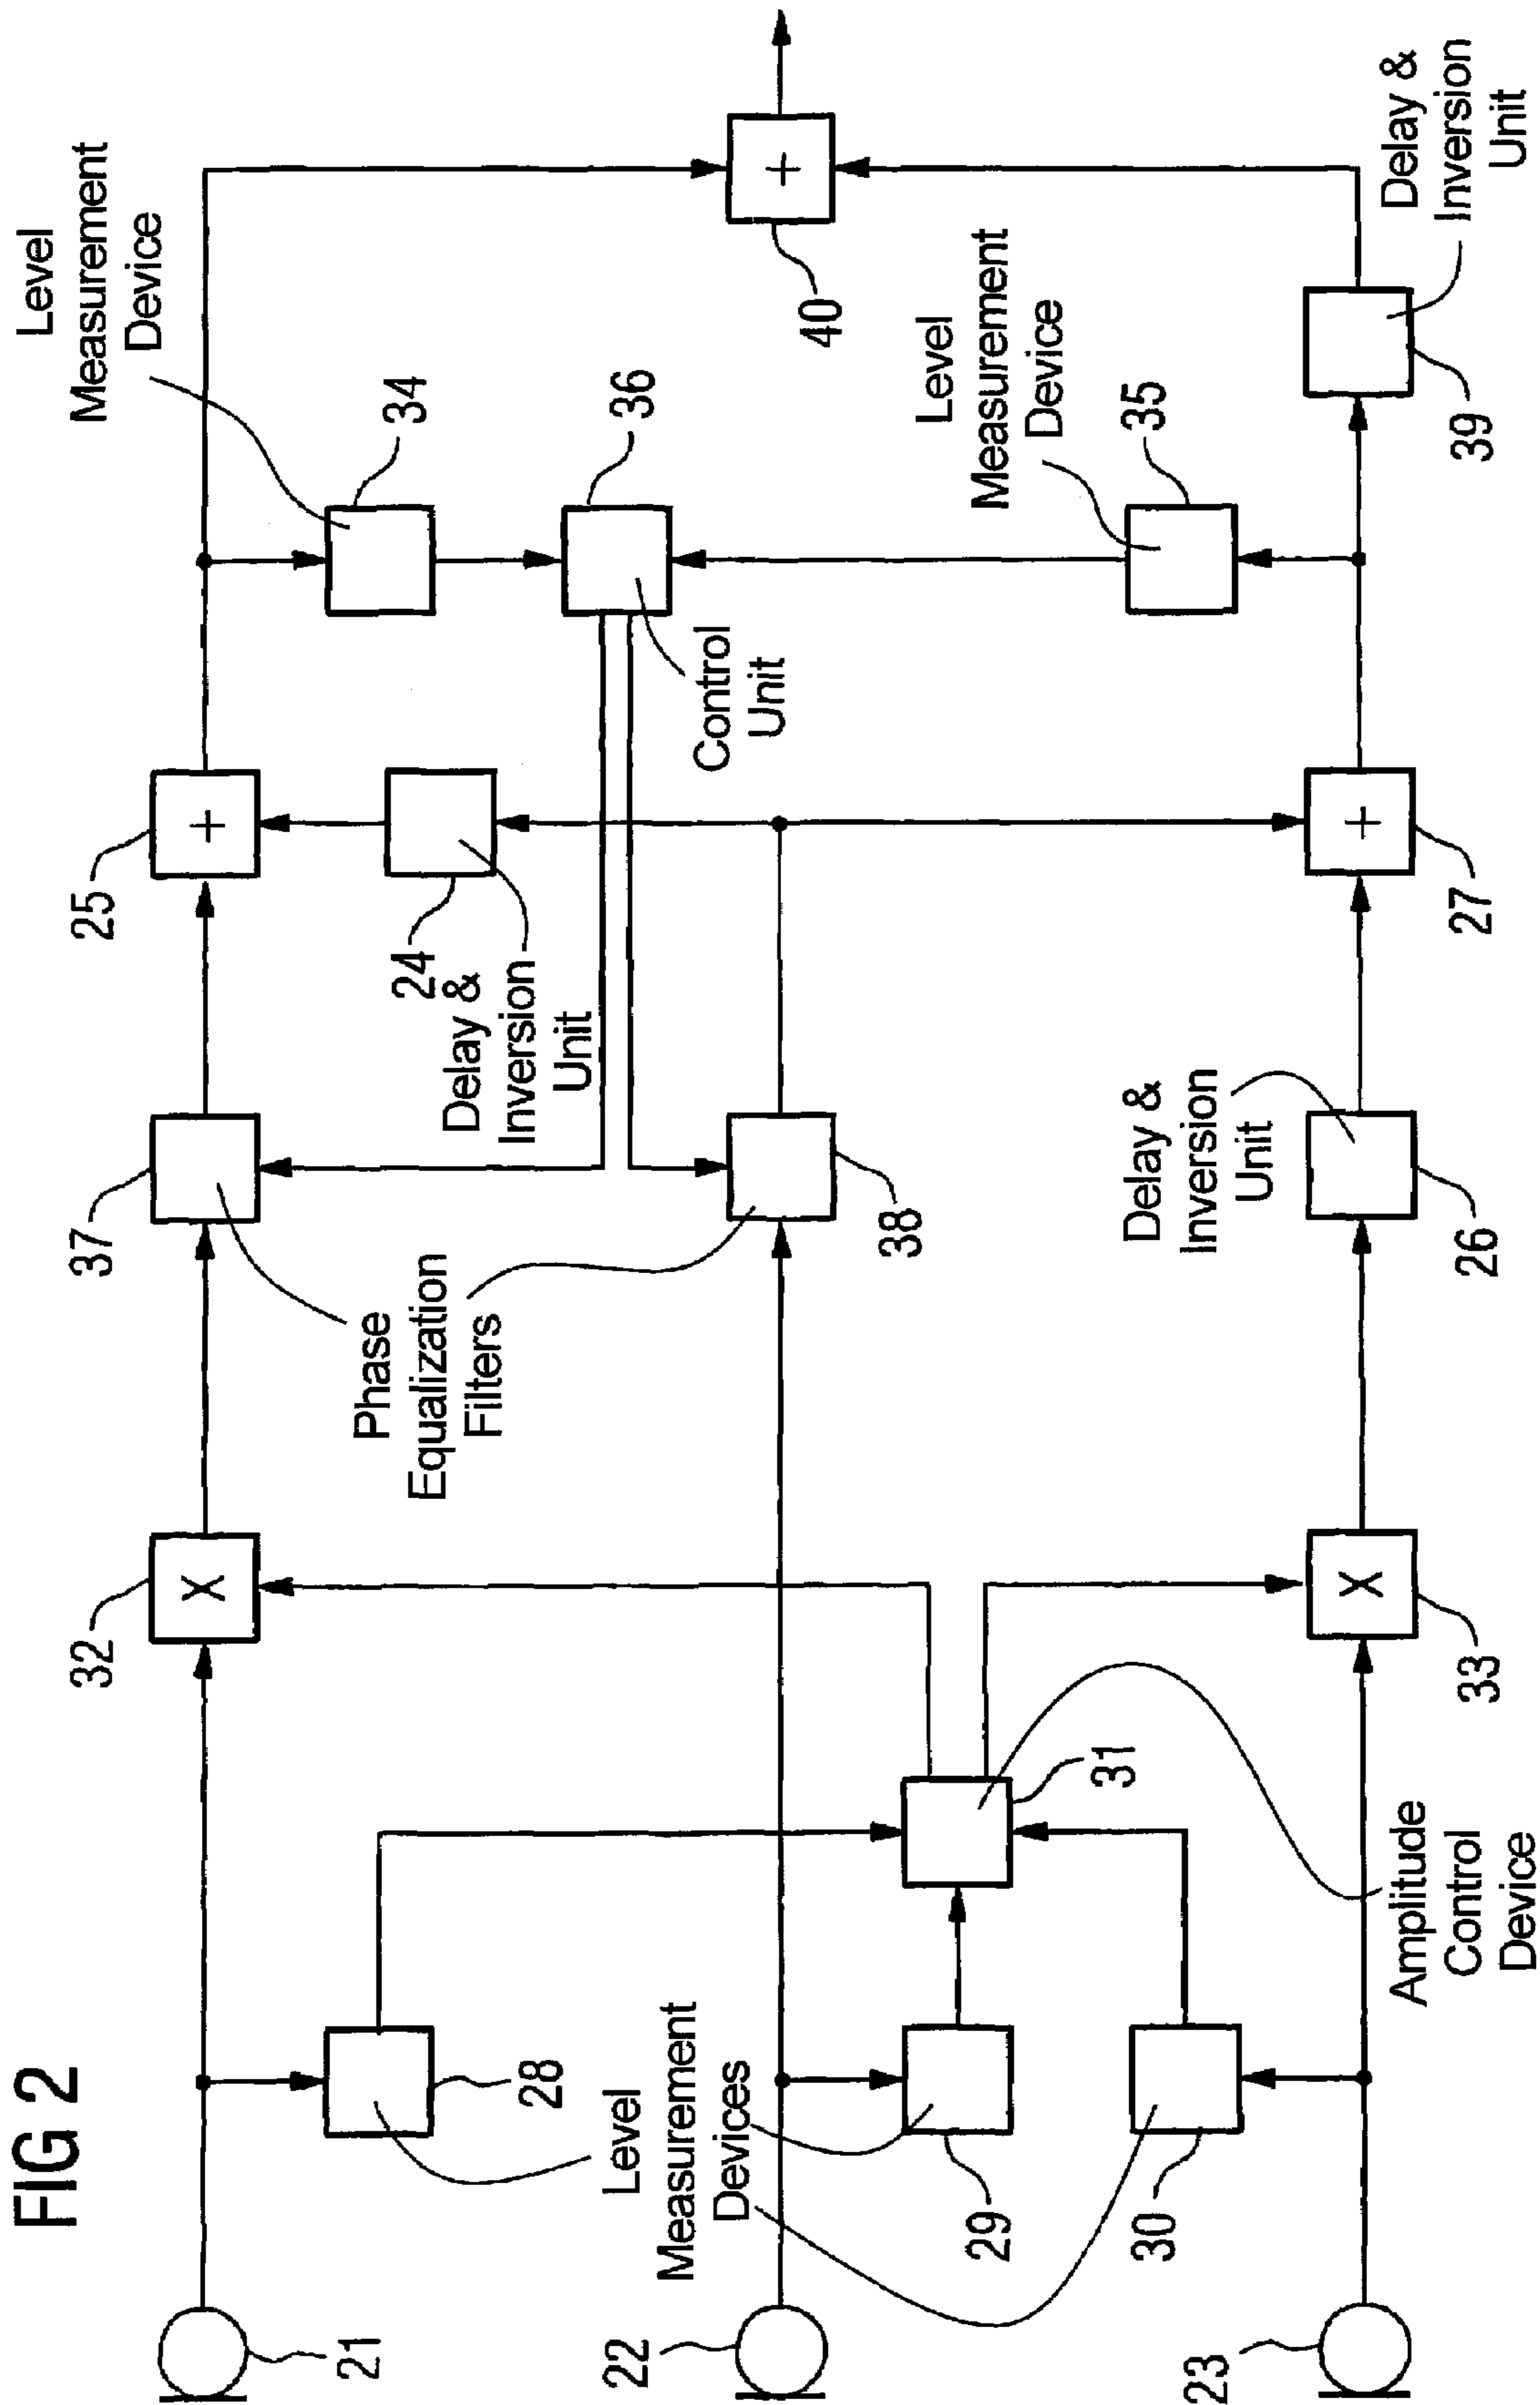 FIG 2
21
22
23
28
Level
Measurement
Devices
29
30
31
Amplitude
Control
Device
32
X
33
X
Phase
Equalization
Filters
37
38
Delay &
Inversion
Unit
26
25
+
24
Delay &
Inversion
Unit
27
+
Control
Unit
36
Level
Measurement
Device
34
Level
Measurement
Device
35
39
Delay &
Inversion
Unit
40
+